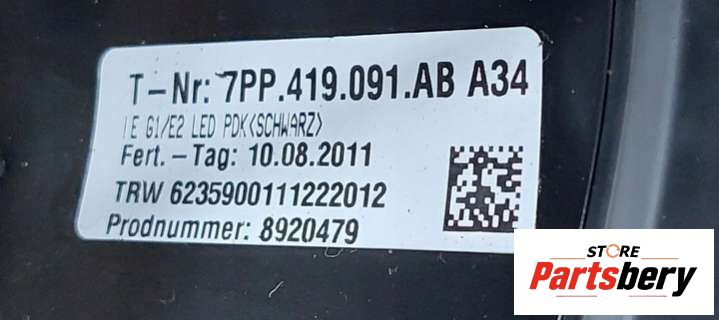 T-Nr: 7PP.419.091.AB A34
I E G1/E2 LED PDK<SCHWARZ>
Fert.-Tag: 10.08.2011
TRW 6235900111222012
Prodnummer: 8920479
STORE
Partsbery